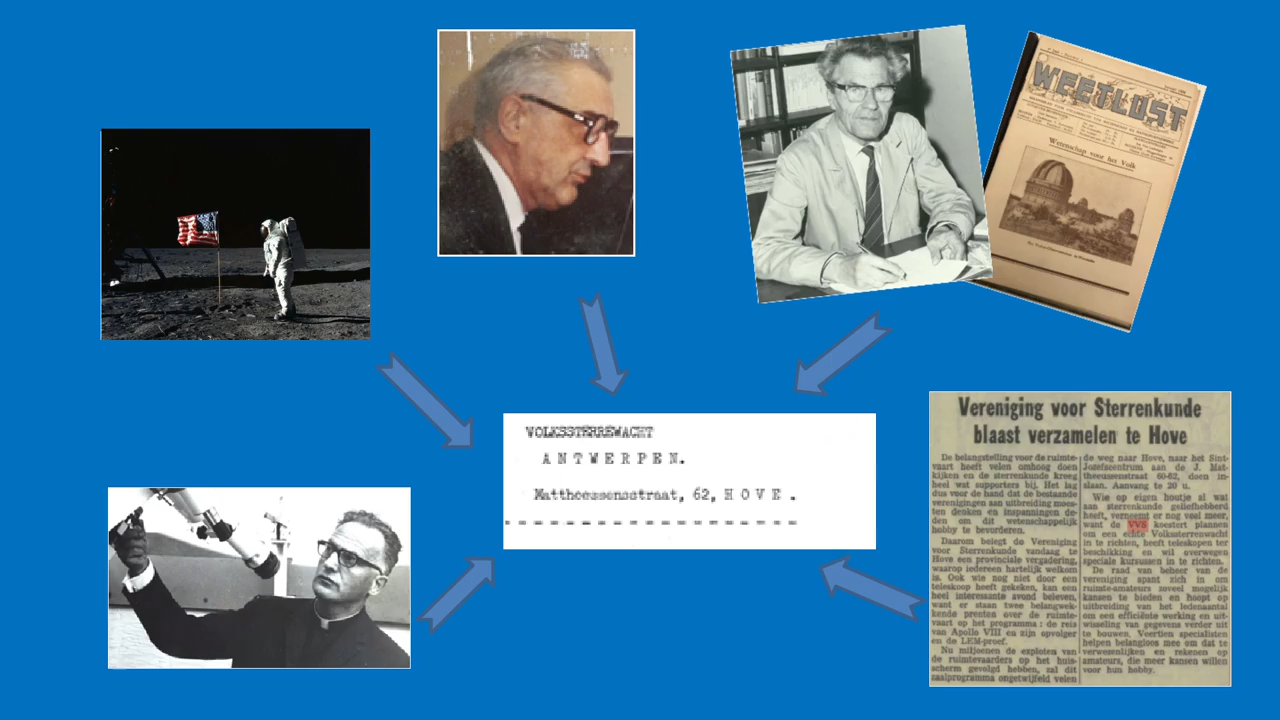 WEETLUST
Wetenschap voor het Volk
VOLKSSTERREWACHT
ANTWERPEN.
Mattheessensstraat, 62, HOVE.
Vereniging voor Sterrenkunde
blaast verzamelen te Hove
De belangstelling voor de ruimte-
vaart heeft velen omhoog doen
kijken en de sterrenkunde kreeg
heel wat supporters bij. Het lag
dus voor de hand dat de bestaande
verenigingen aan uitbreiding moes-
ten denken en inspanningen de-
den om dit wetenschappelijk
hobby te bevorderen.
Daarom belegt de Vereniging
voor Sterrenkunde vandaag te
Hove een provinciale vergadering,
waarop iedereen hartelijk welkom
is. Ook wie nog niet door een
teleskoop heeft gekeken, kan een
heel interessante avond beleven,
want er staan twee belangwek-
kende prenten over de ruimte-
vaart op het programma : de reis
van Apollo VIII en zijn opvolger
en de LEM-proef.
Nu miljoenen de exploten van
de ruimtevaarders op het huis-
scherm gevolgd hebben, zal dit
zaalprogramma ongetwijfeld velen
de weg naar Hove, naar het Sint-
Jozefscentrum aan de J. Mat-
theeusenstraat 60-62, doen in-
slaan. Aanvang te 20 u.
Wie op eigen houtje al wat
aan sterrenkunde geliefhebberd
heeft, verneemt er nog veel meer,
want de VVS koestert plannen
om een echte Volkssterrenwacht
in te richten, heeft teleskopen ter
beschikking en wil overwegen
speciale kursussen in te richten.
De raad van beheer van de
vereniging spant zich in om
ruimte-amateurs zoveel mogelijk
kansen te bieden en hoopt op
uitbreiding van het ledenaantal
om een efficiënte werking en uit-
wisseling van gegevens verder uit
te bouwen. Veertien specialisten
helpen belangloos mee om dat te
verwesenlijken en rekenen op
amateurs, die meer kansen willen
voor hun hobby.